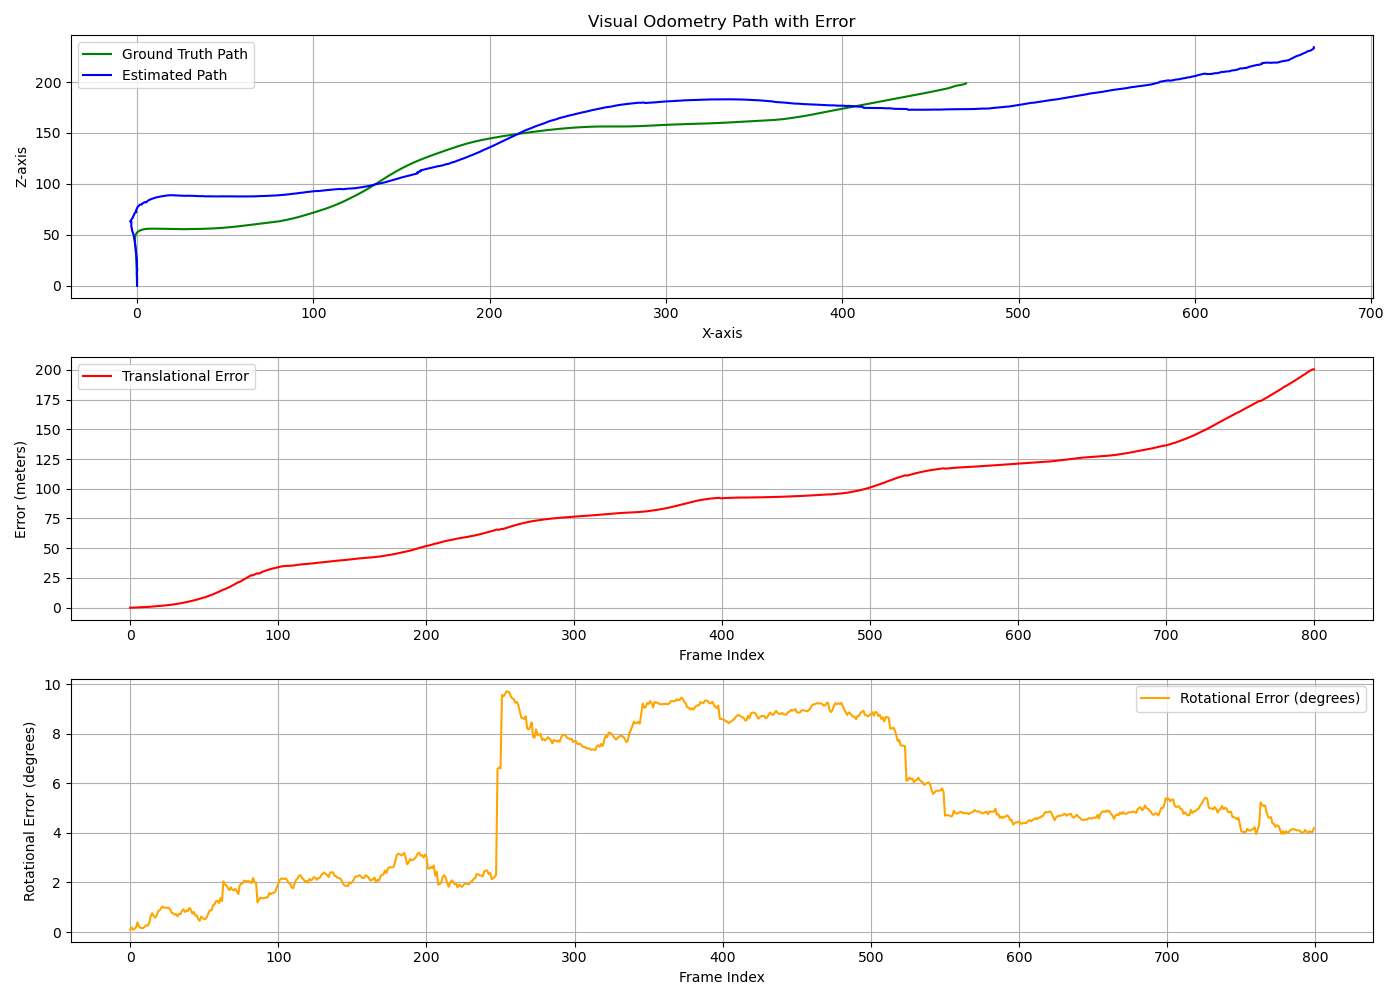 Visual Odometry Path with Error
Ground Truth Path
Estimated Path
Z-axis
200
150
100
50
0
0 100 200 300 400 500 600 700
X-axis
Translational Error
Error (meters)
200
175
150
125
100
75
50
25
0
0 100 200 300 400 500 600 700 800
Frame Index
Rotational Error (degrees)
Rotational Error (degrees)
10
8
6
4
2
0
0 100 200 300 400 500 600 700 800
Frame Index